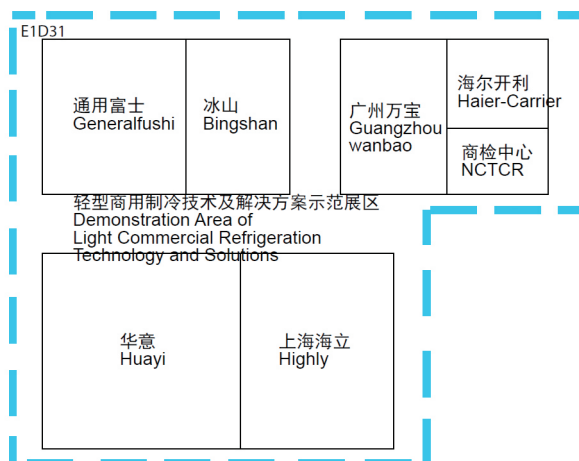 E1D31
通用富士
Generalfushi
冰山
Bingshan
广州万宝
Guangzhou
wanbao
海尔开利
Haier-Carrier
商检中心
NCTCR
轻型商用制冷技术及解决方案示范展区
Demonstration Area of
Light Commercial Refrigeration
Technology and Solutions
华意
Huayi
上海海立
Highly